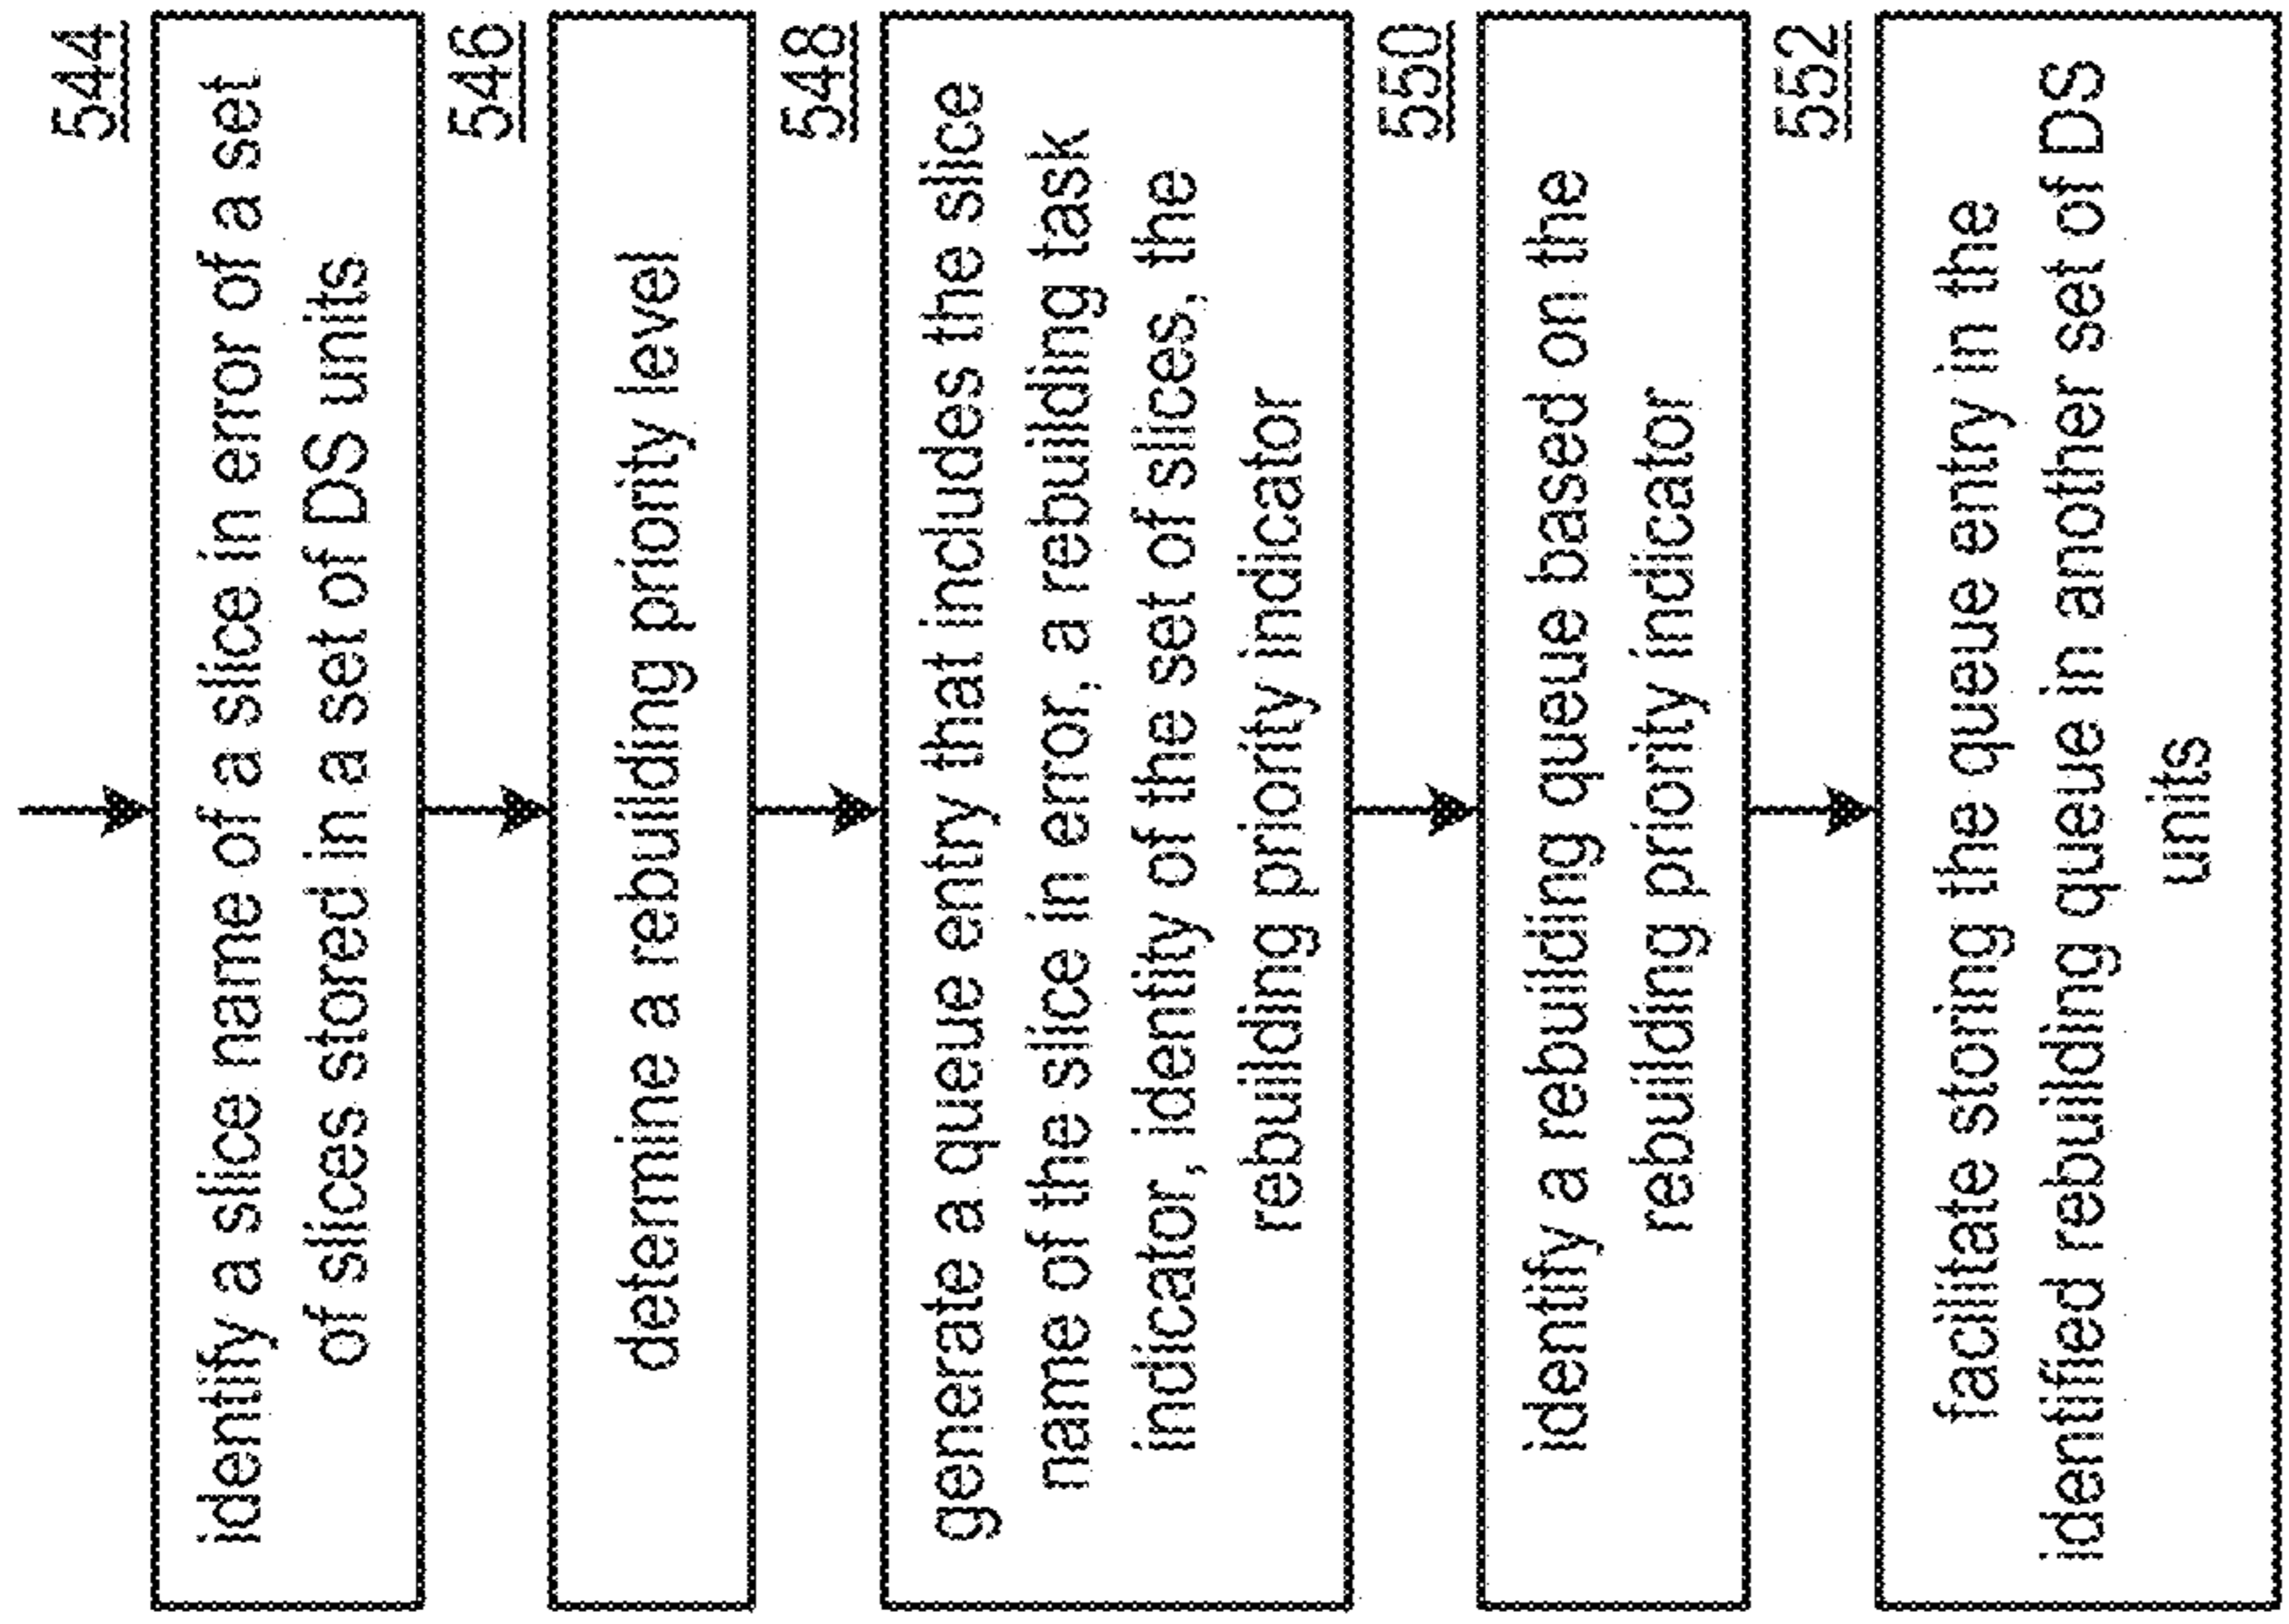 544
identify a slice name of a slice in error of a set
of slices stored in a set of DS units
546
determine a rebuilding priority level
548
generate a queue entry that includes the slice
name of the slice in error, a rebuilding task
indicator, identity of the set of slices, the
rebuilding priority indicator
550
identify a rebuilding queue based on the
rebuilding priority indicator
552
facilitate storing the queue entry in the
identified rebuilding queue in another set of DS
units